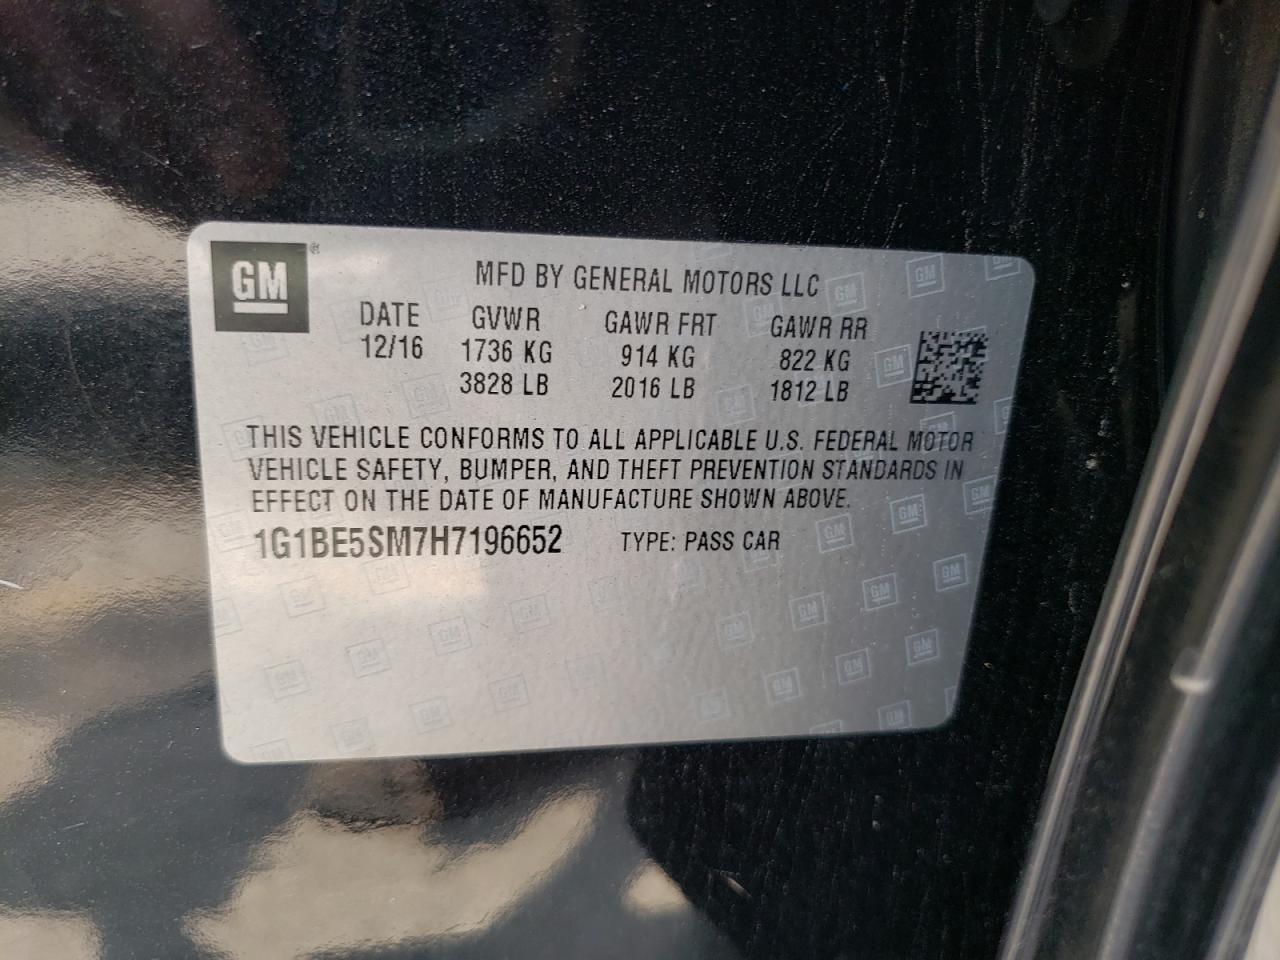 GM ®
MFD BY GENERAL MOTORS LLC
DATE GVWR GAWR FRT GAWR RR
12/16 1736 KG 914 KG 822 KG
3828 LB 2016 LB 1812 LB
THIS VEHICLE CONFORMS TO ALL APPLICABLE U.S. FEDERAL MOTOR
VEHICLE SAFETY, BUMPER, AND THEFT PREVENTION STANDARDS IN
EFFECT ON THE DATE OF MANUFACTURE SHOWN ABOVE.
1G1BE5SM7H7196652 TYPE: PASS CAR